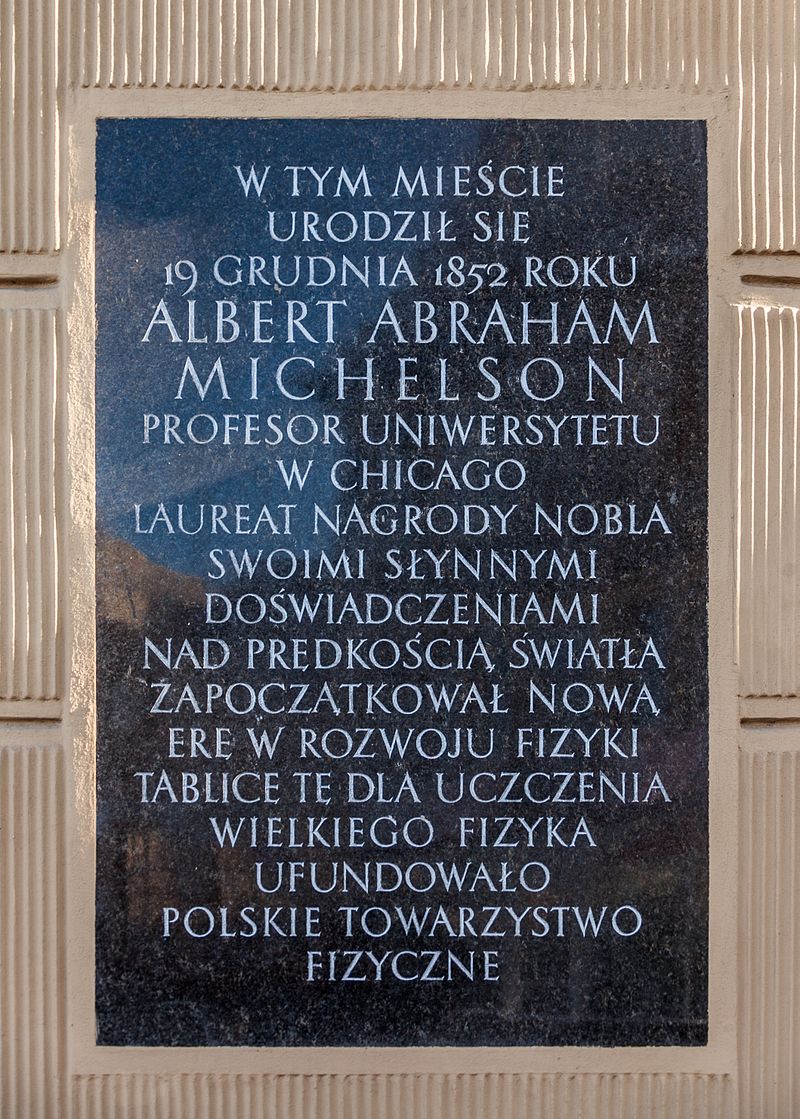 W TYM MIEŚCIE
URODZIŁ SIĘ
19 GRUDNIA 1852 ROKU
ALBERT ABRAHAM
MICHELSON
PROFESOR UNIWERSYTETU
W CHICAGO
LAUREAT NAGRODY NOBLA
SWOIMI SŁYNNYMI
DOŚWIADCZENIAMI
NAD PRĘDKOŚCIĄ ŚWIATŁA
ZAPOCZĄTKOWAŁ NOWĄ
ERĘ W ROZWOJU FIZYKI
TABLICĘ TĘ DLA UCZCZENIA
WIELKIEGO FIZYKA
UFUNDOWAŁO
POLSKIE TOWARZYSTWO
FIZYCZNE